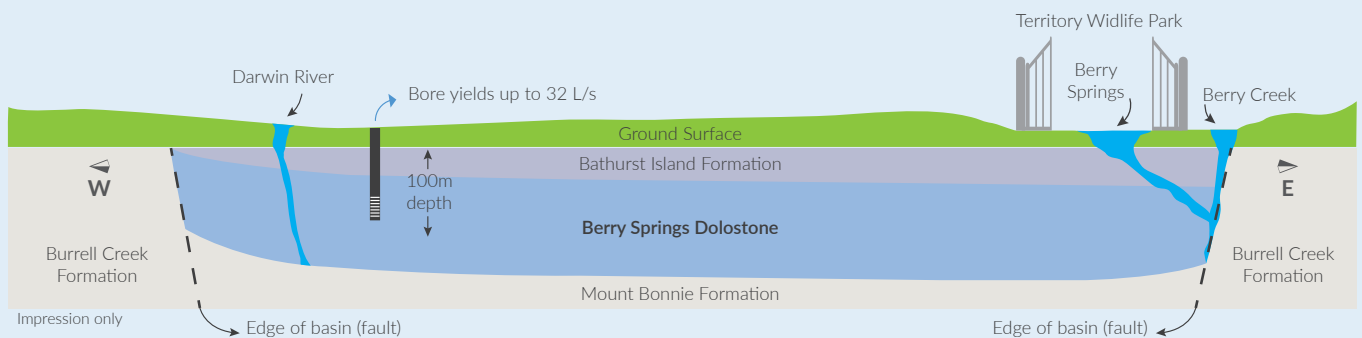 Territory Widlife Park
Darwin River
Berry
Springs
Bore yields up to 32 L/s
Berry Creek
Ground Surface
Bathurst Island Formation
W
100m
depth
E
Berry Springs Dolostone
Burrell Creek
Formation
Burrell Creek
Formation
Mount Bonnie Formation
Impression only
Edge of basin (fault)
Edge of basin (fault)